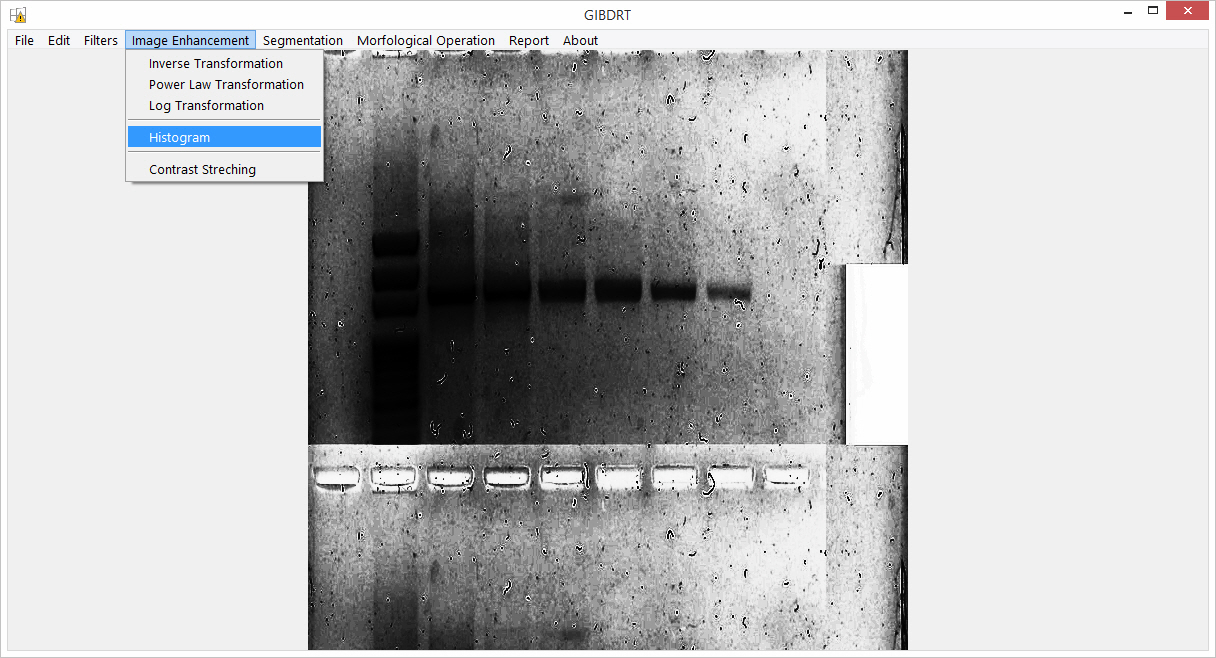 GIBDRT
File Edit Filters Image Enhancement Segmentation Morfological Operation Report About
Inverse Transformation
Power Law Transformation
Log Transformation
Histogram
Contrast Streching